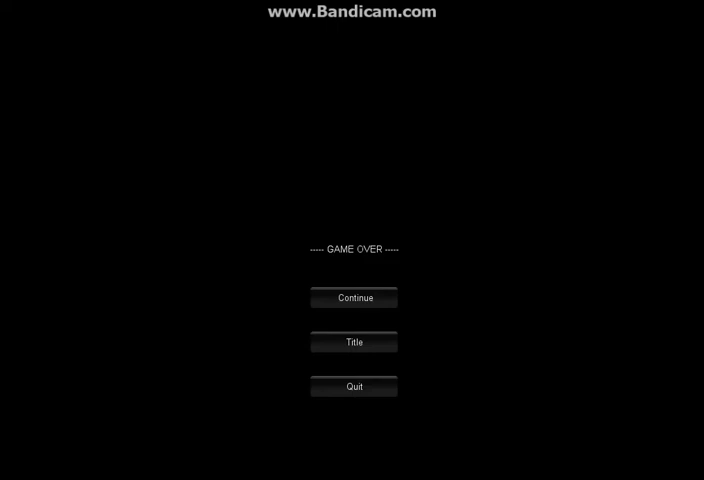 www.Bandicam.com
----- GAME OVER -----
Continue
Title
Quit